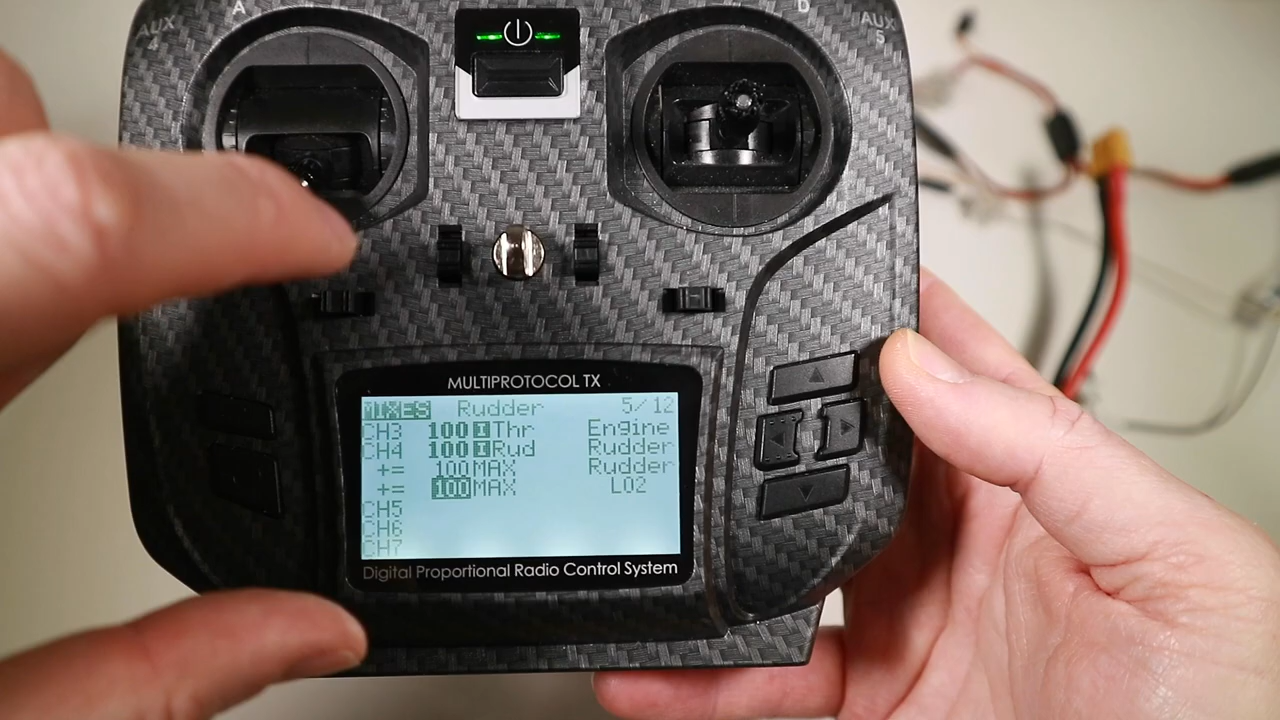 A
D
AUX
4
AUX
5
MULTIPROTOCOL TX
MIXES Rudder 5/12
CH3 100 I Thr Engine
CH4 100 I Rud Rudder
+= 100 MAX Rudder
+= 100 MAX LO2
CH5
CH6
CH7
Digital Proportional Radio Control System